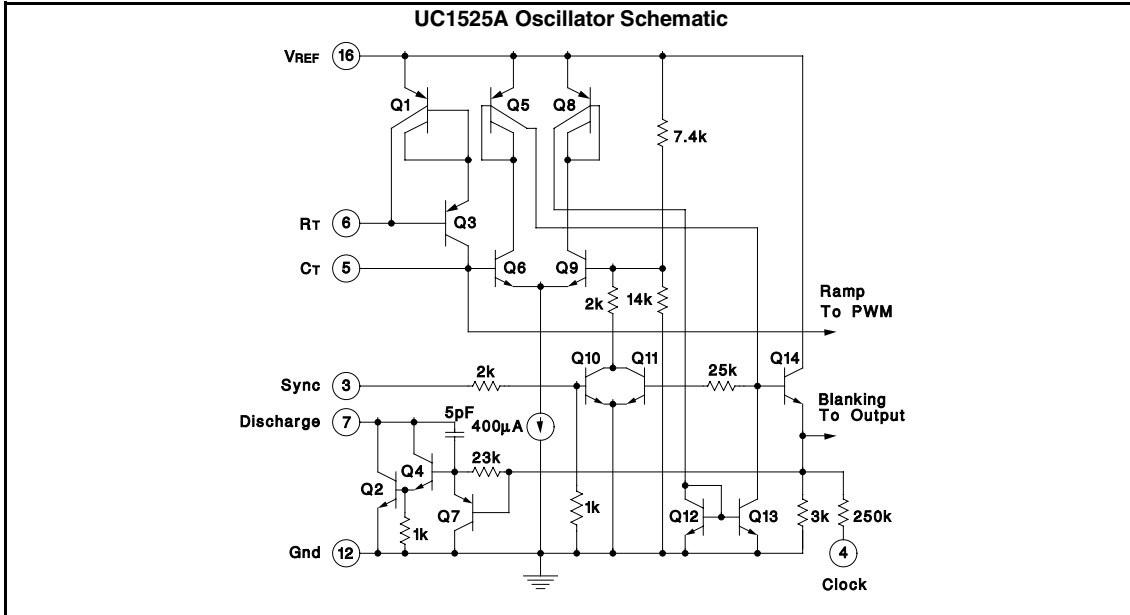 UC1525A Oscillator Schematic
VREF 16
Q1 Q5 Q8
7.4k
RT 6 Q3
CT 5 Q6 Q9
2k 14k
Ramp
To PWM
Q10 Q11 Q14
Sync 3 2k 25k
Blanking
To Output
Discharge 7 5pF 400µA
23k
Q4
Q2 Q7 1k Q12 Q13 3k 250k
1k
Gnd 12 4
Clock